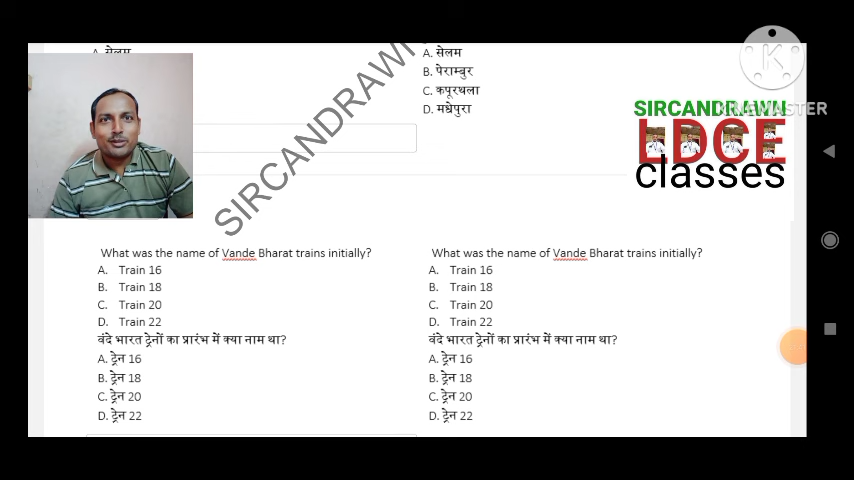 A. सेलम
A. सेलम
B. पेराम्बुर
C. कपूरथला
D. मधेपुरा
SIRCANDRAWN
SIRCANDRAWN
KINEMASTER
LDCE
classes
What was the name of Vande Bharat trains initially?
A. Train 16
B. Train 18
C. Train 20
D. Train 22
वंदे भारत ट्रेनों का प्रारंभ में क्या नाम था?
A. ट्रेन 16
B. ट्रेन 18
C. ट्रेन 20
D. ट्रेन 22
What was the name of Vande Bharat trains initially?
A. Train 16
B. Train 18
C. Train 20
D. Train 22
वंदे भारत ट्रेनों का प्रारंभ में क्या नाम था?
A. ट्रेन 16
B. ट्रेन 18
C. ट्रेन 20
D. ट्रेन 22